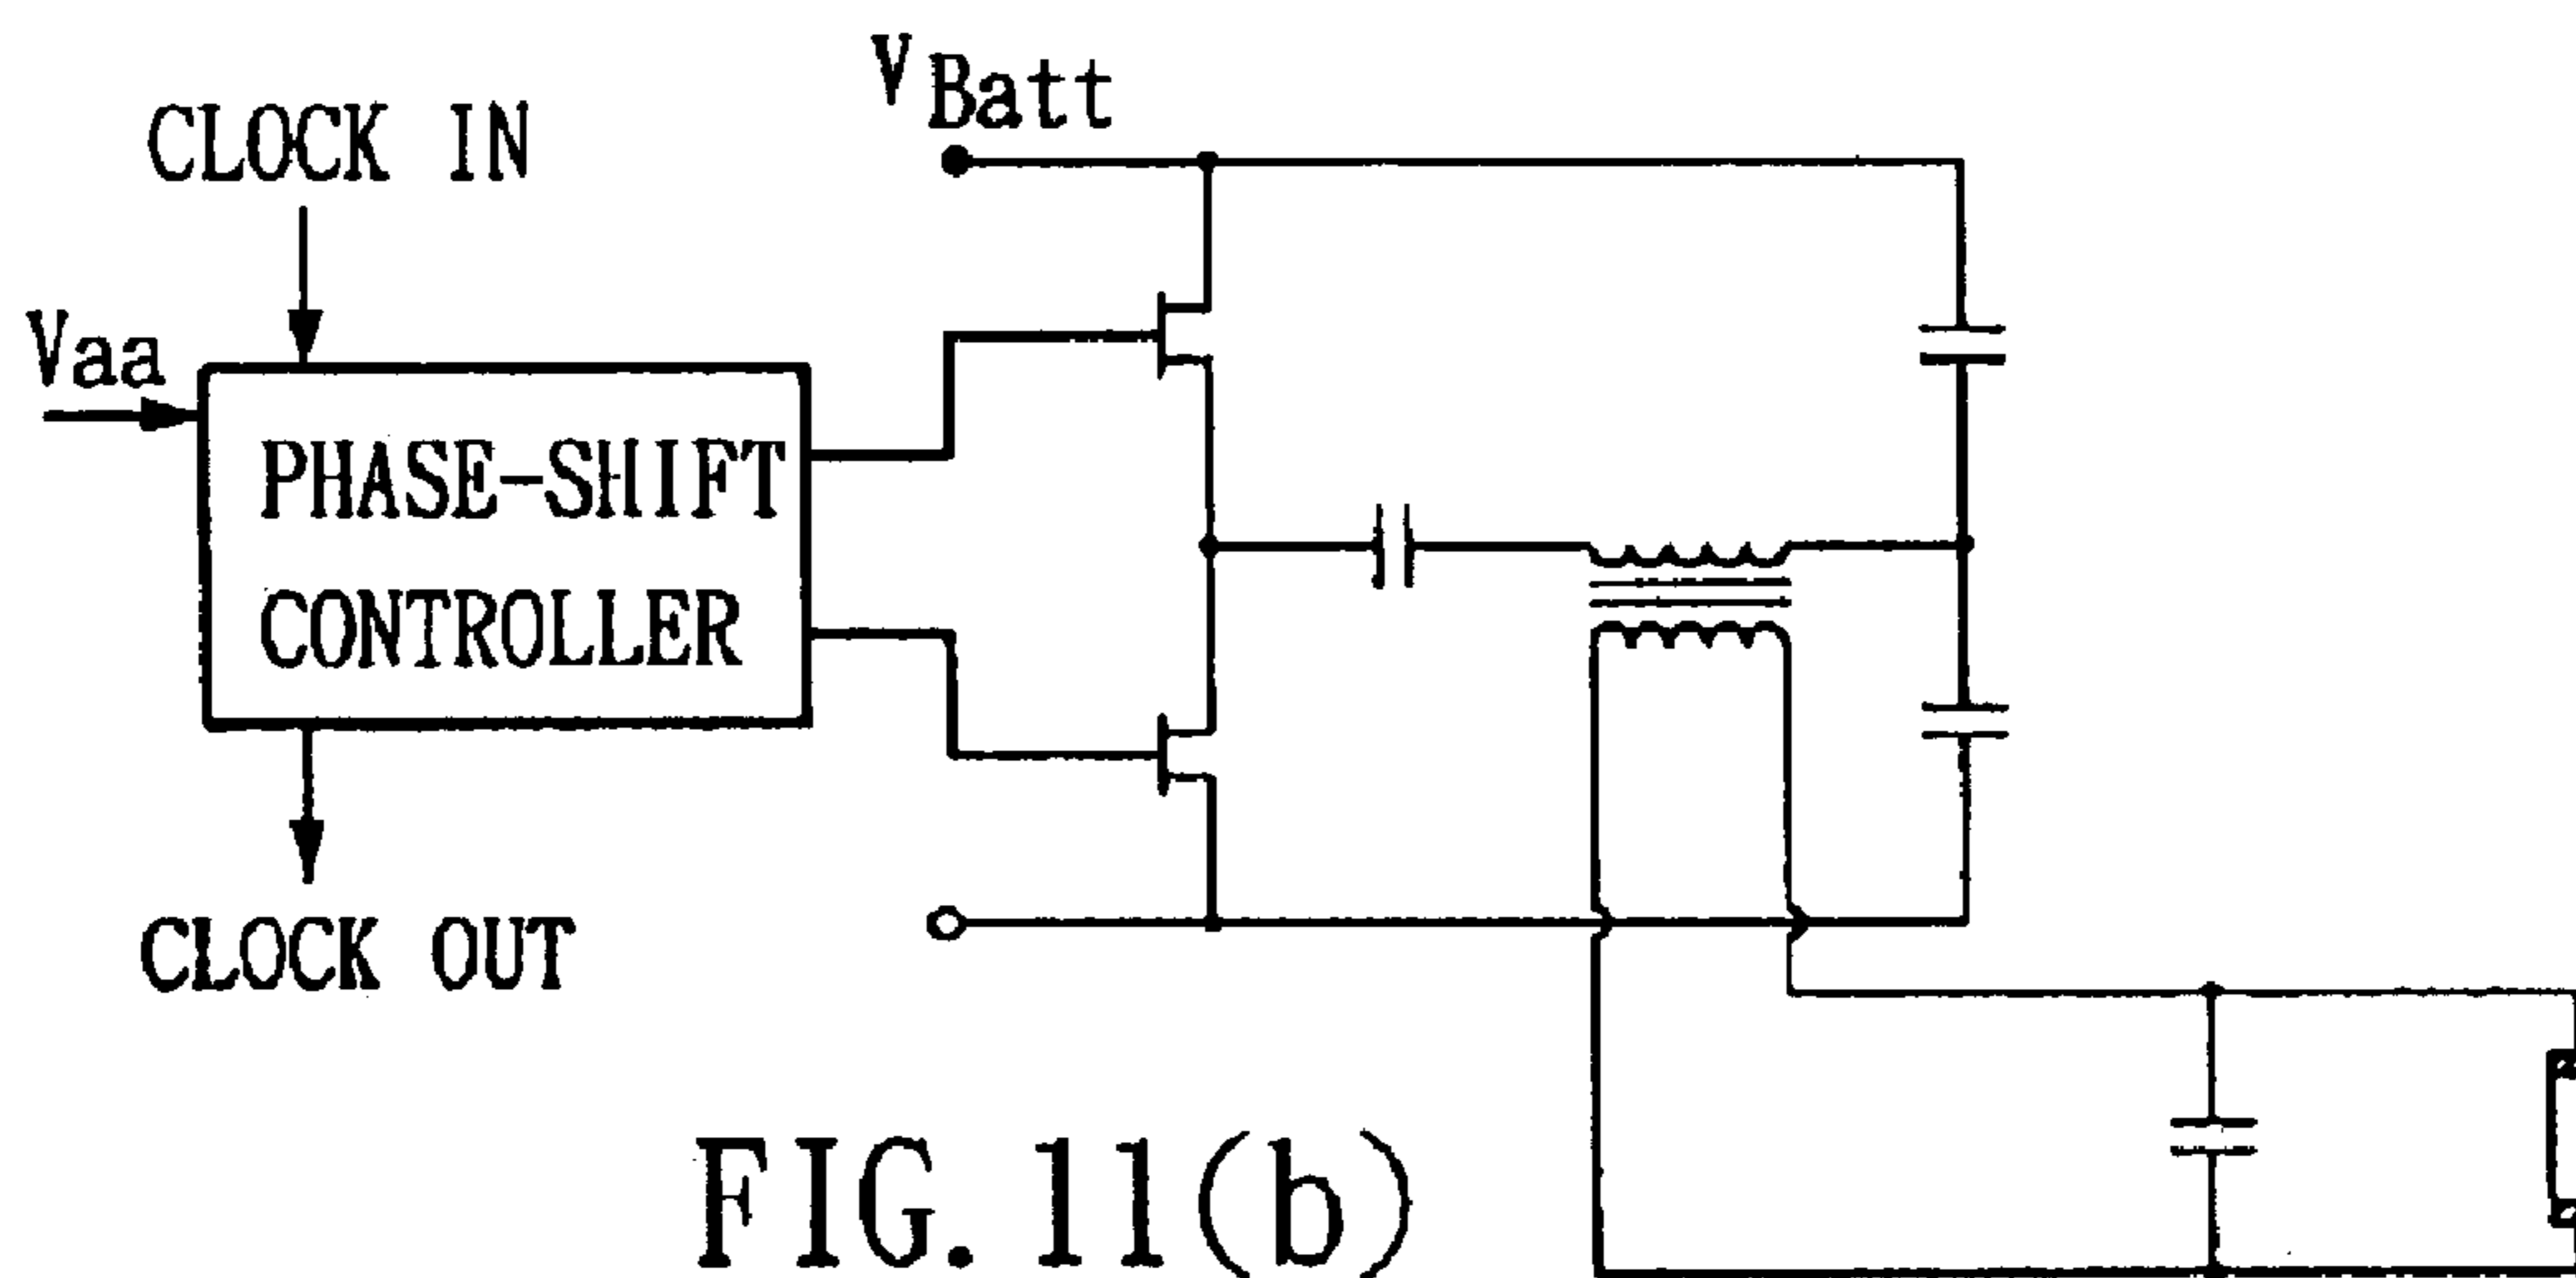 V Batt
CLOCK IN
Vaa
PHASE-SHIFT
CONTROLLER
CLOCK OUT
FIG. 11(b)